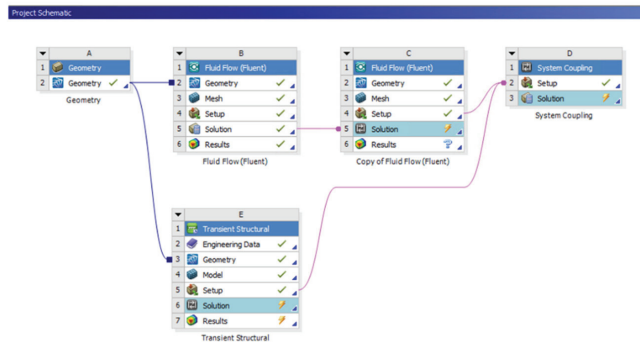 Project Schematic
A
1 Geometry
2 Geometry
Geometry
B
1 Fluid Flow (Fluent)
2 Geometry
3 Mesh
4 Setup
5 Solution
6 Results
Fluid Flow (Fluent)
C
1 Fluid Flow (Fluent)
2 Geometry
3 Mesh
4 Setup
5 Solution
6 Results
Copy of Fluid Flow (Fluent)
D
1 System Coupling
2 Setup
3 Solution
System Coupling
E
1 Transient Structural
2 Engineering Data
3 Geometry
4 Model
5 Setup
6 Solution
7 Results
Transient Structural